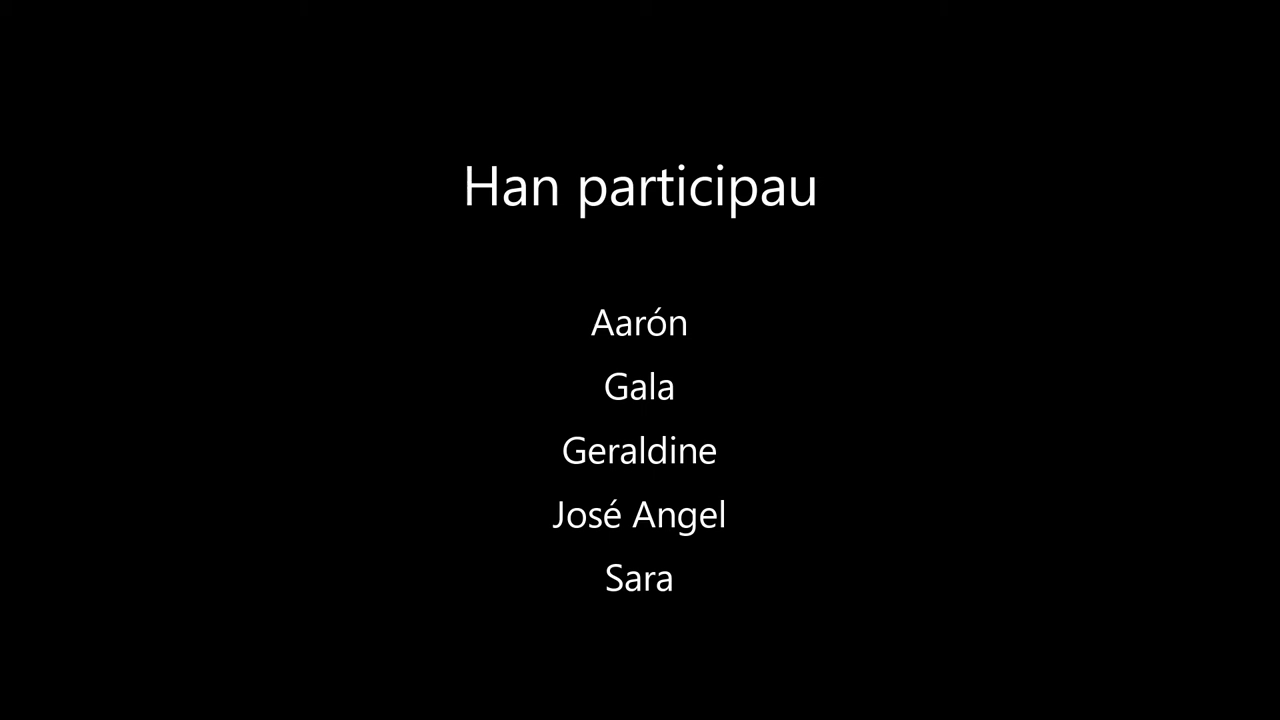 Han participau
Aarón
Gala
Geraldine
José Angel
Sara